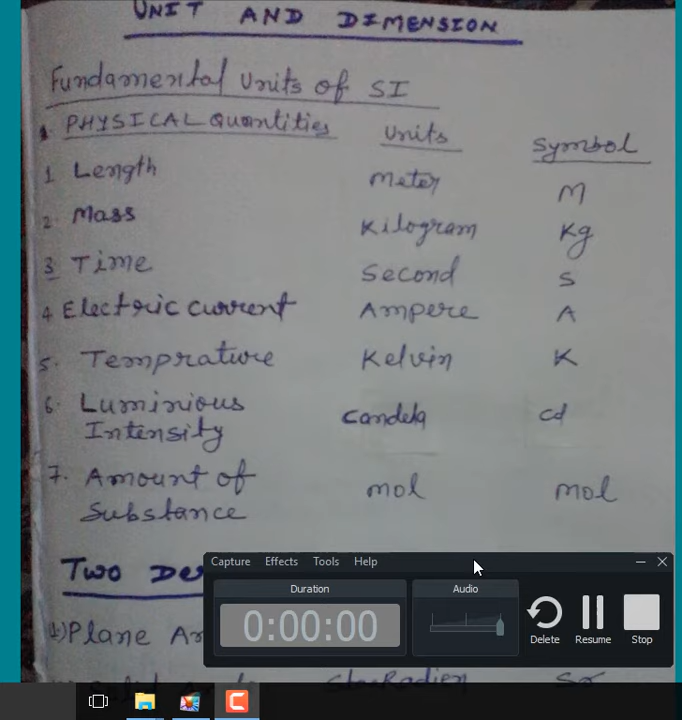 UNIT AND DIMENSION
Fundamental Units of SI
PHYSICAL Quantities Units Symbol
1 Length Meter M
2. Mass Kilogram Kg
3 Time Second S
4 Electric current Ampere A
5. Temprature Kelvin K
6. Luminious Intensity Candela Cd
7. Amount of Substance mol mol
Two
Capture Effects Tools Help
Duration Audio
0:00:00
Delete Resume Stop
Plane